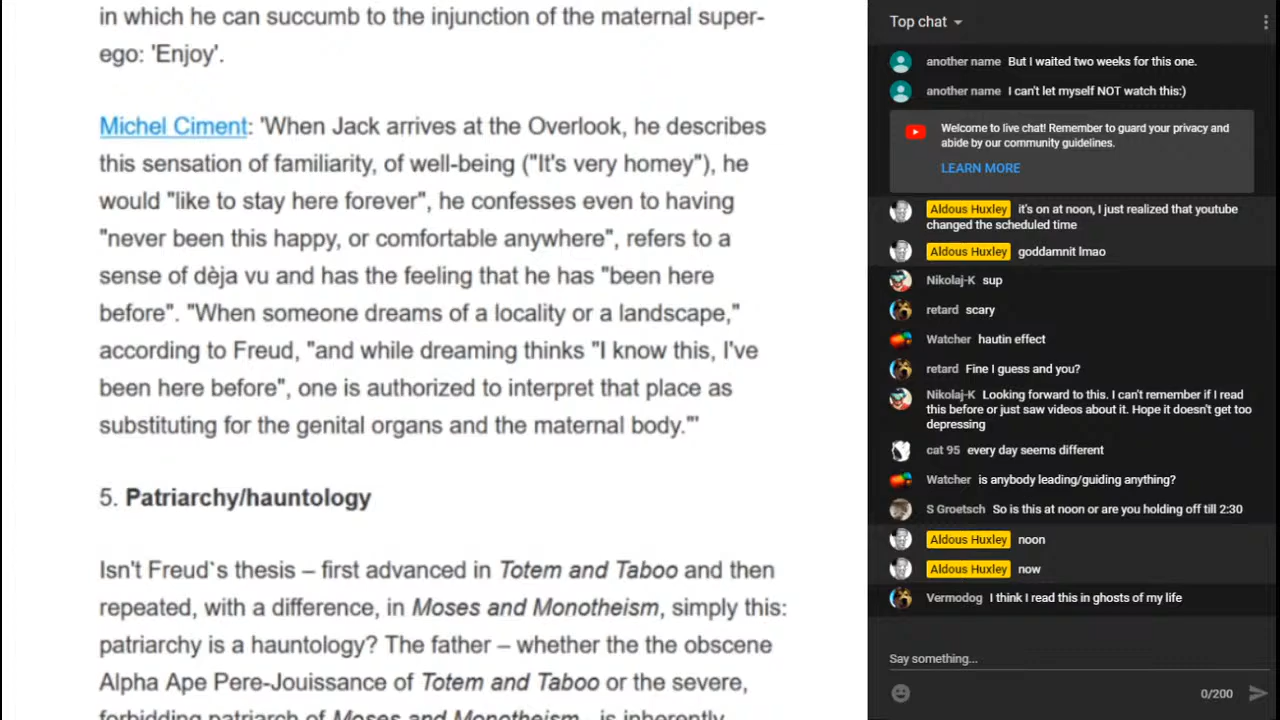 in which he can succumb to the injunction of the maternal super-
ego: 'Enjoy'.
Michel Ciment: 'When Jack arrives at the Overlook, he describes
this sensation of familiarity, of well-being ("It's very homey"), he
would "like to stay here forever", he confesses even to having
"never been this happy, or comfortable anywhere", refers to a
sense of dèja vu and has the feeling that he has "been here
before". "When someone dreams of a locality or a landscape,"
according to Freud, "and while dreaming thinks "I know this, I've
been here before", one is authorized to interpret that place as
substituting for the genital organs and the maternal body."'
5. Patriarchy/hauntology
Isn't Freud`s thesis – first advanced in Totem and Taboo and then
repeated, with a difference, in Moses and Monotheism, simply this:
patriarchy is a hauntology? The father – whether the the obscene
Alpha Ape Pere-Jouissance of Totem and Taboo or the severe,
forbidding patriarch of Moses and Monotheism – is inherently
Top chat
another name But I waited two weeks for this one.
another name I can't let myself NOT watch this:)
Welcome to live chat! Remember to guard your privacy and
abide by our community guidelines.
LEARN MORE
Aldous Huxley it's on at noon, I just realized that youtube
changed the scheduled time
Aldous Huxley goddamnit lmao
Nikolaj-K sup
retard scary
Watcher hautin effect
retard Fine I guess and you?
Nikolaj-K Looking forward to this. I can't remember if I read
this before or just saw videos about it. Hope it doesn't get too
depressing
cat 95 every day seems different
Watcher is anybody leading/guiding anything?
S Groetsch So is this at noon or are you holding off till 2:30
Aldous Huxley noon
Aldous Huxley now
Vermodog I think I read this in ghosts of my life
Say something...
0/200